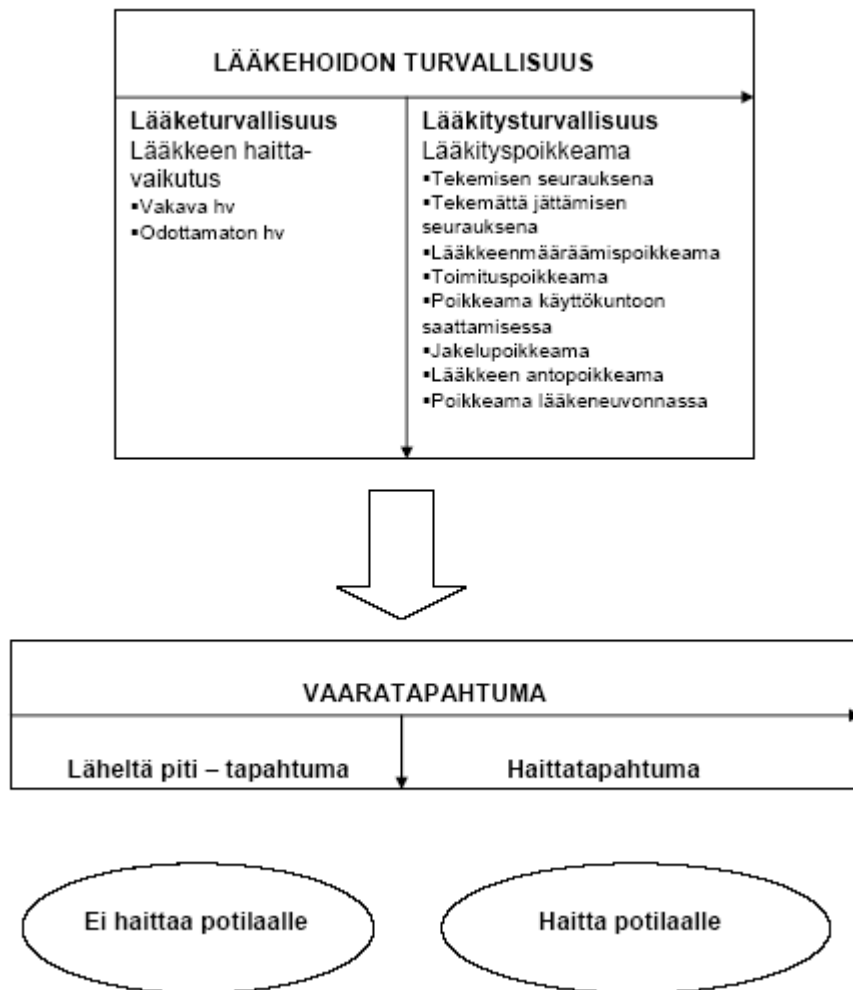 LÄÄKEHOIDON TURVALLISUUS
Lääketurvallisuus
Lääkkeen haitta-
vaikutus
▪Vakava hv
▪Odottamaton hv
Lääkitysturvallisuus
Lääkityspoikkeama
▪Tekemisen seurauksena
▪Tekemättä jättämisen
seurauksena
▪Lääkkeenmääräämispoikkeama
▪Toimituspoikkeama
▪Poikkeama käyttökuntoon
saattamisessa
▪Jakelupoikkeama
▪Lääkkeen antopoikkeama
▪Poikkeama lääkeneuvonnassa
VAARATAPAHTUMA
Läheltä piti – tapahtuma
Haittatapahtuma
Ei haittaa potilaalle
Haitta potilaalle